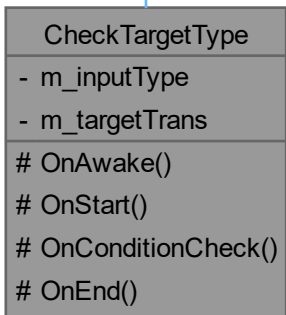 CheckTargetType
- m_inputType
- m_targetTrans
# OnAwake()
# OnStart()
# OnConditionCheck()
# OnEnd()